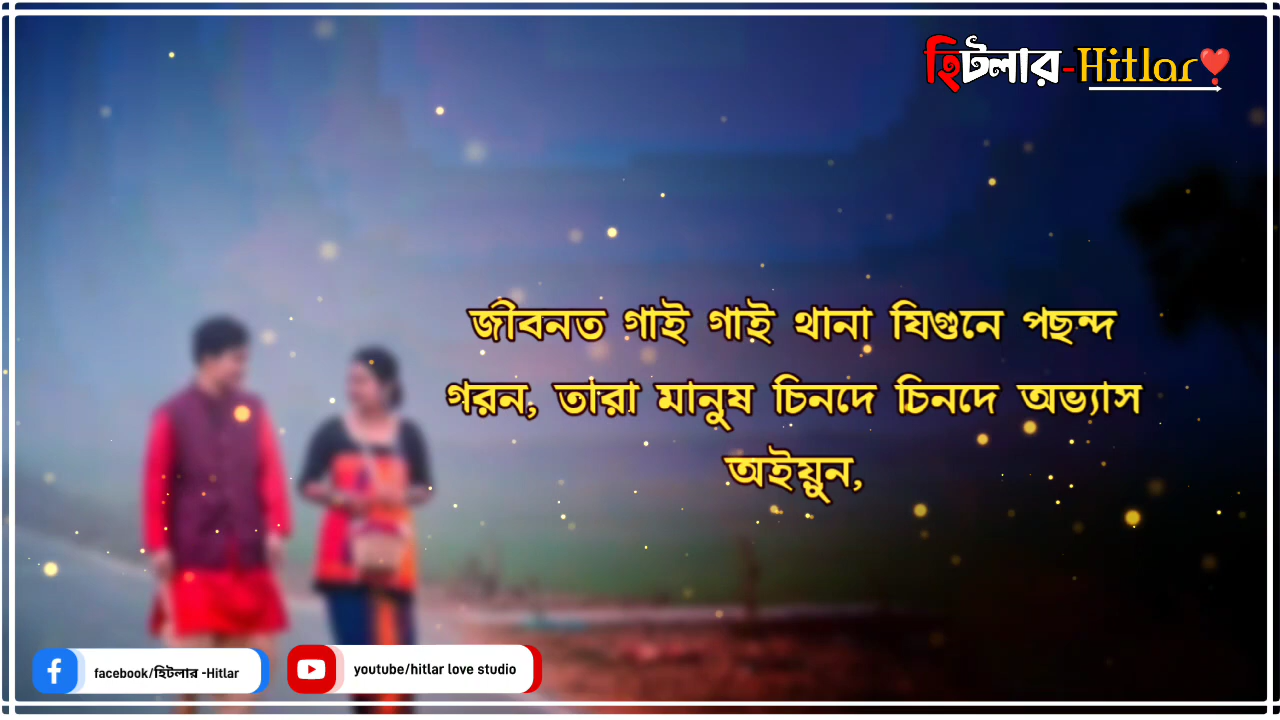 হিটলার-Hitlar
জীবনত গাই গাই থানা যিগুনে পছন্দ
গরন, তারা মানুষ চিনদে চিনদে অভ্যাস
অইয়ুন,
facebook/হিটলার -Hitlar
youtube/hitlar love studio